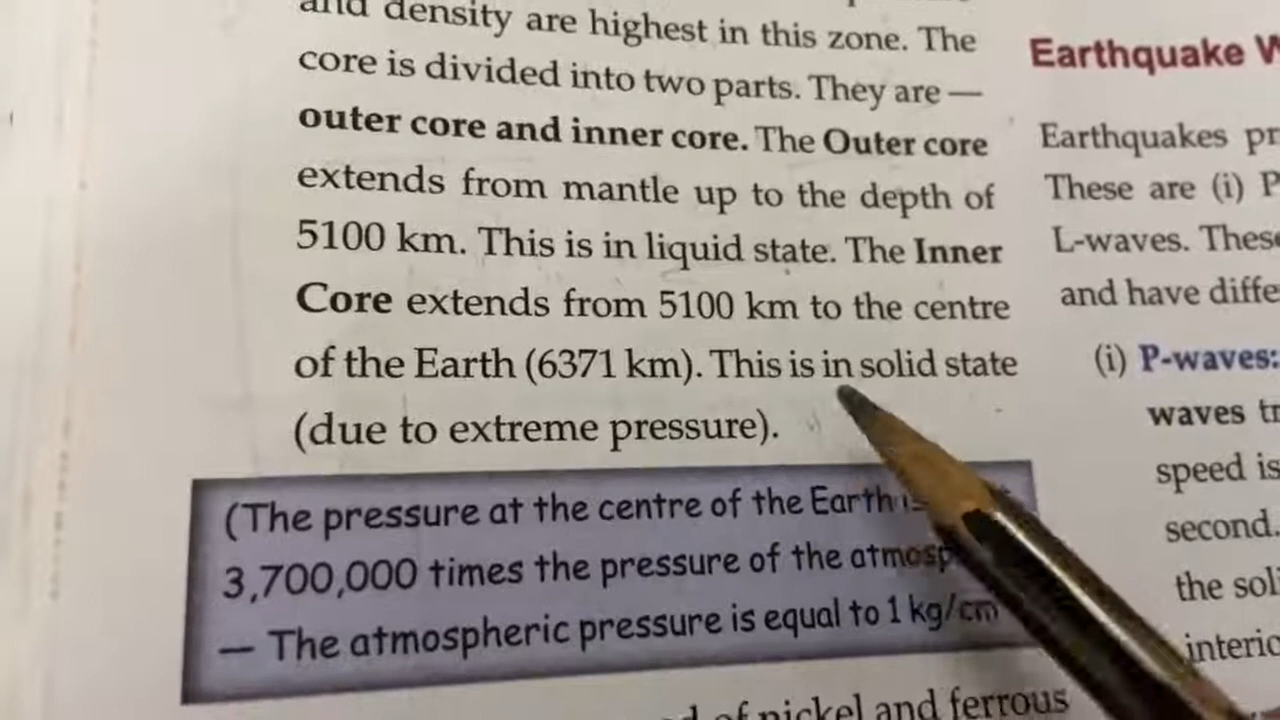 and density are highest in this zone. The
core is divided into two parts. They are —
outer core and inner core. The Outer core
extends from mantle up to the depth of
5100 km. This is in liquid state. The Inner
Core extends from 5100 km to the centre
of the Earth (6371 km). This is in solid state
(due to extreme pressure).
(The pressure at the centre of the Earth
3,700,000 times the pressure of the
— The atmospheric pressure is equal to 1 kg/cm
of nickel and ferrous
Earthquake
Earthquakes
These are (i) P
L-waves. These
and have
(i) P-waves:
waves
speed is
second.
the